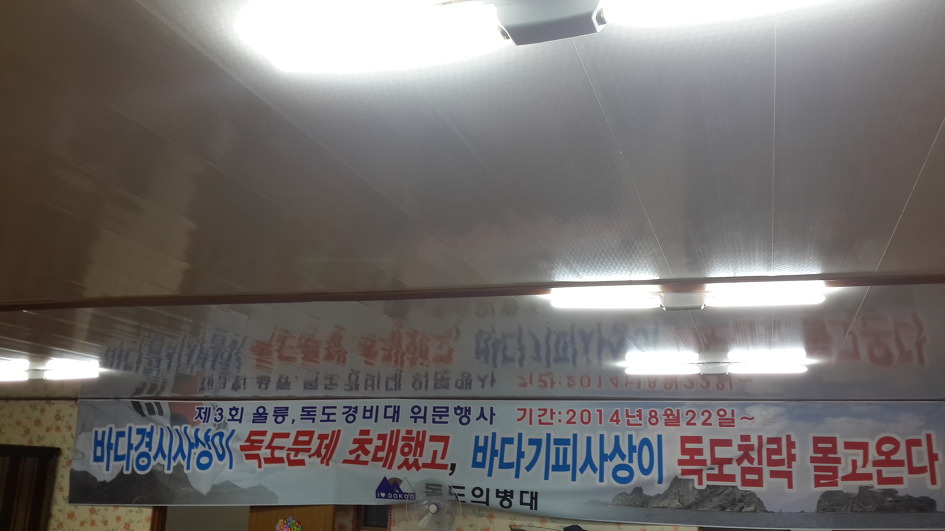 제3회 울릉,독도경비대 위문행사 기간:2014년8월22일~
바다경시사상이 독도문제 초래했고, 바다기피사상이 독도침략 몰고온다
I ♥ DOKDO 독도의병대